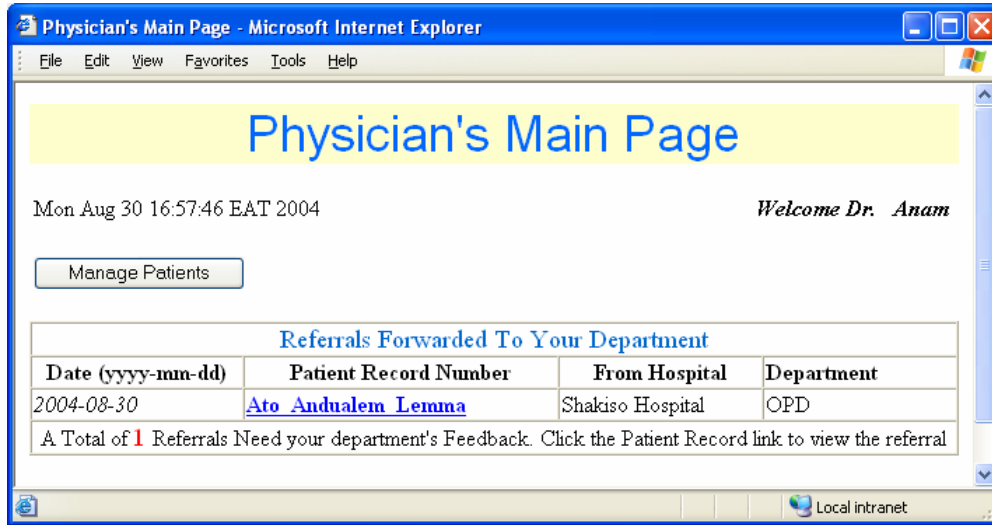 Physician's Main Page - Microsoft Internet Explorer
File Edit View Favorites Tools Help
Physician's Main Page
Mon Aug 30 16:57:46 EAT 2004 Welcome Dr. Anam
Manage Patients
Referrals Forwarded To Your Department
Date (yyyy-mm-dd) Patient Record Number From Hospital Department
2004-08-30 Ato Andualem Lemma Shakiso Hospital OPD
A Total of 1 Referrals Need your department's Feedback. Click the Patient Record link to view the referral
Local intranet